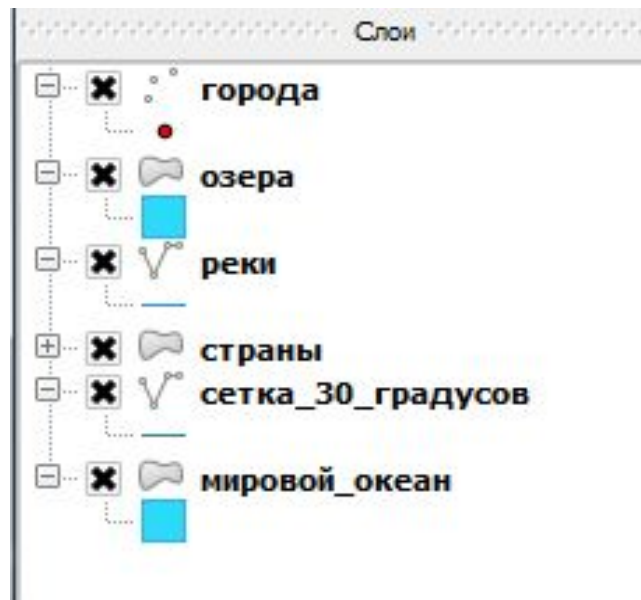 Слои
города
озера
реки
страны
сетка_30_градусов
мировой_океан